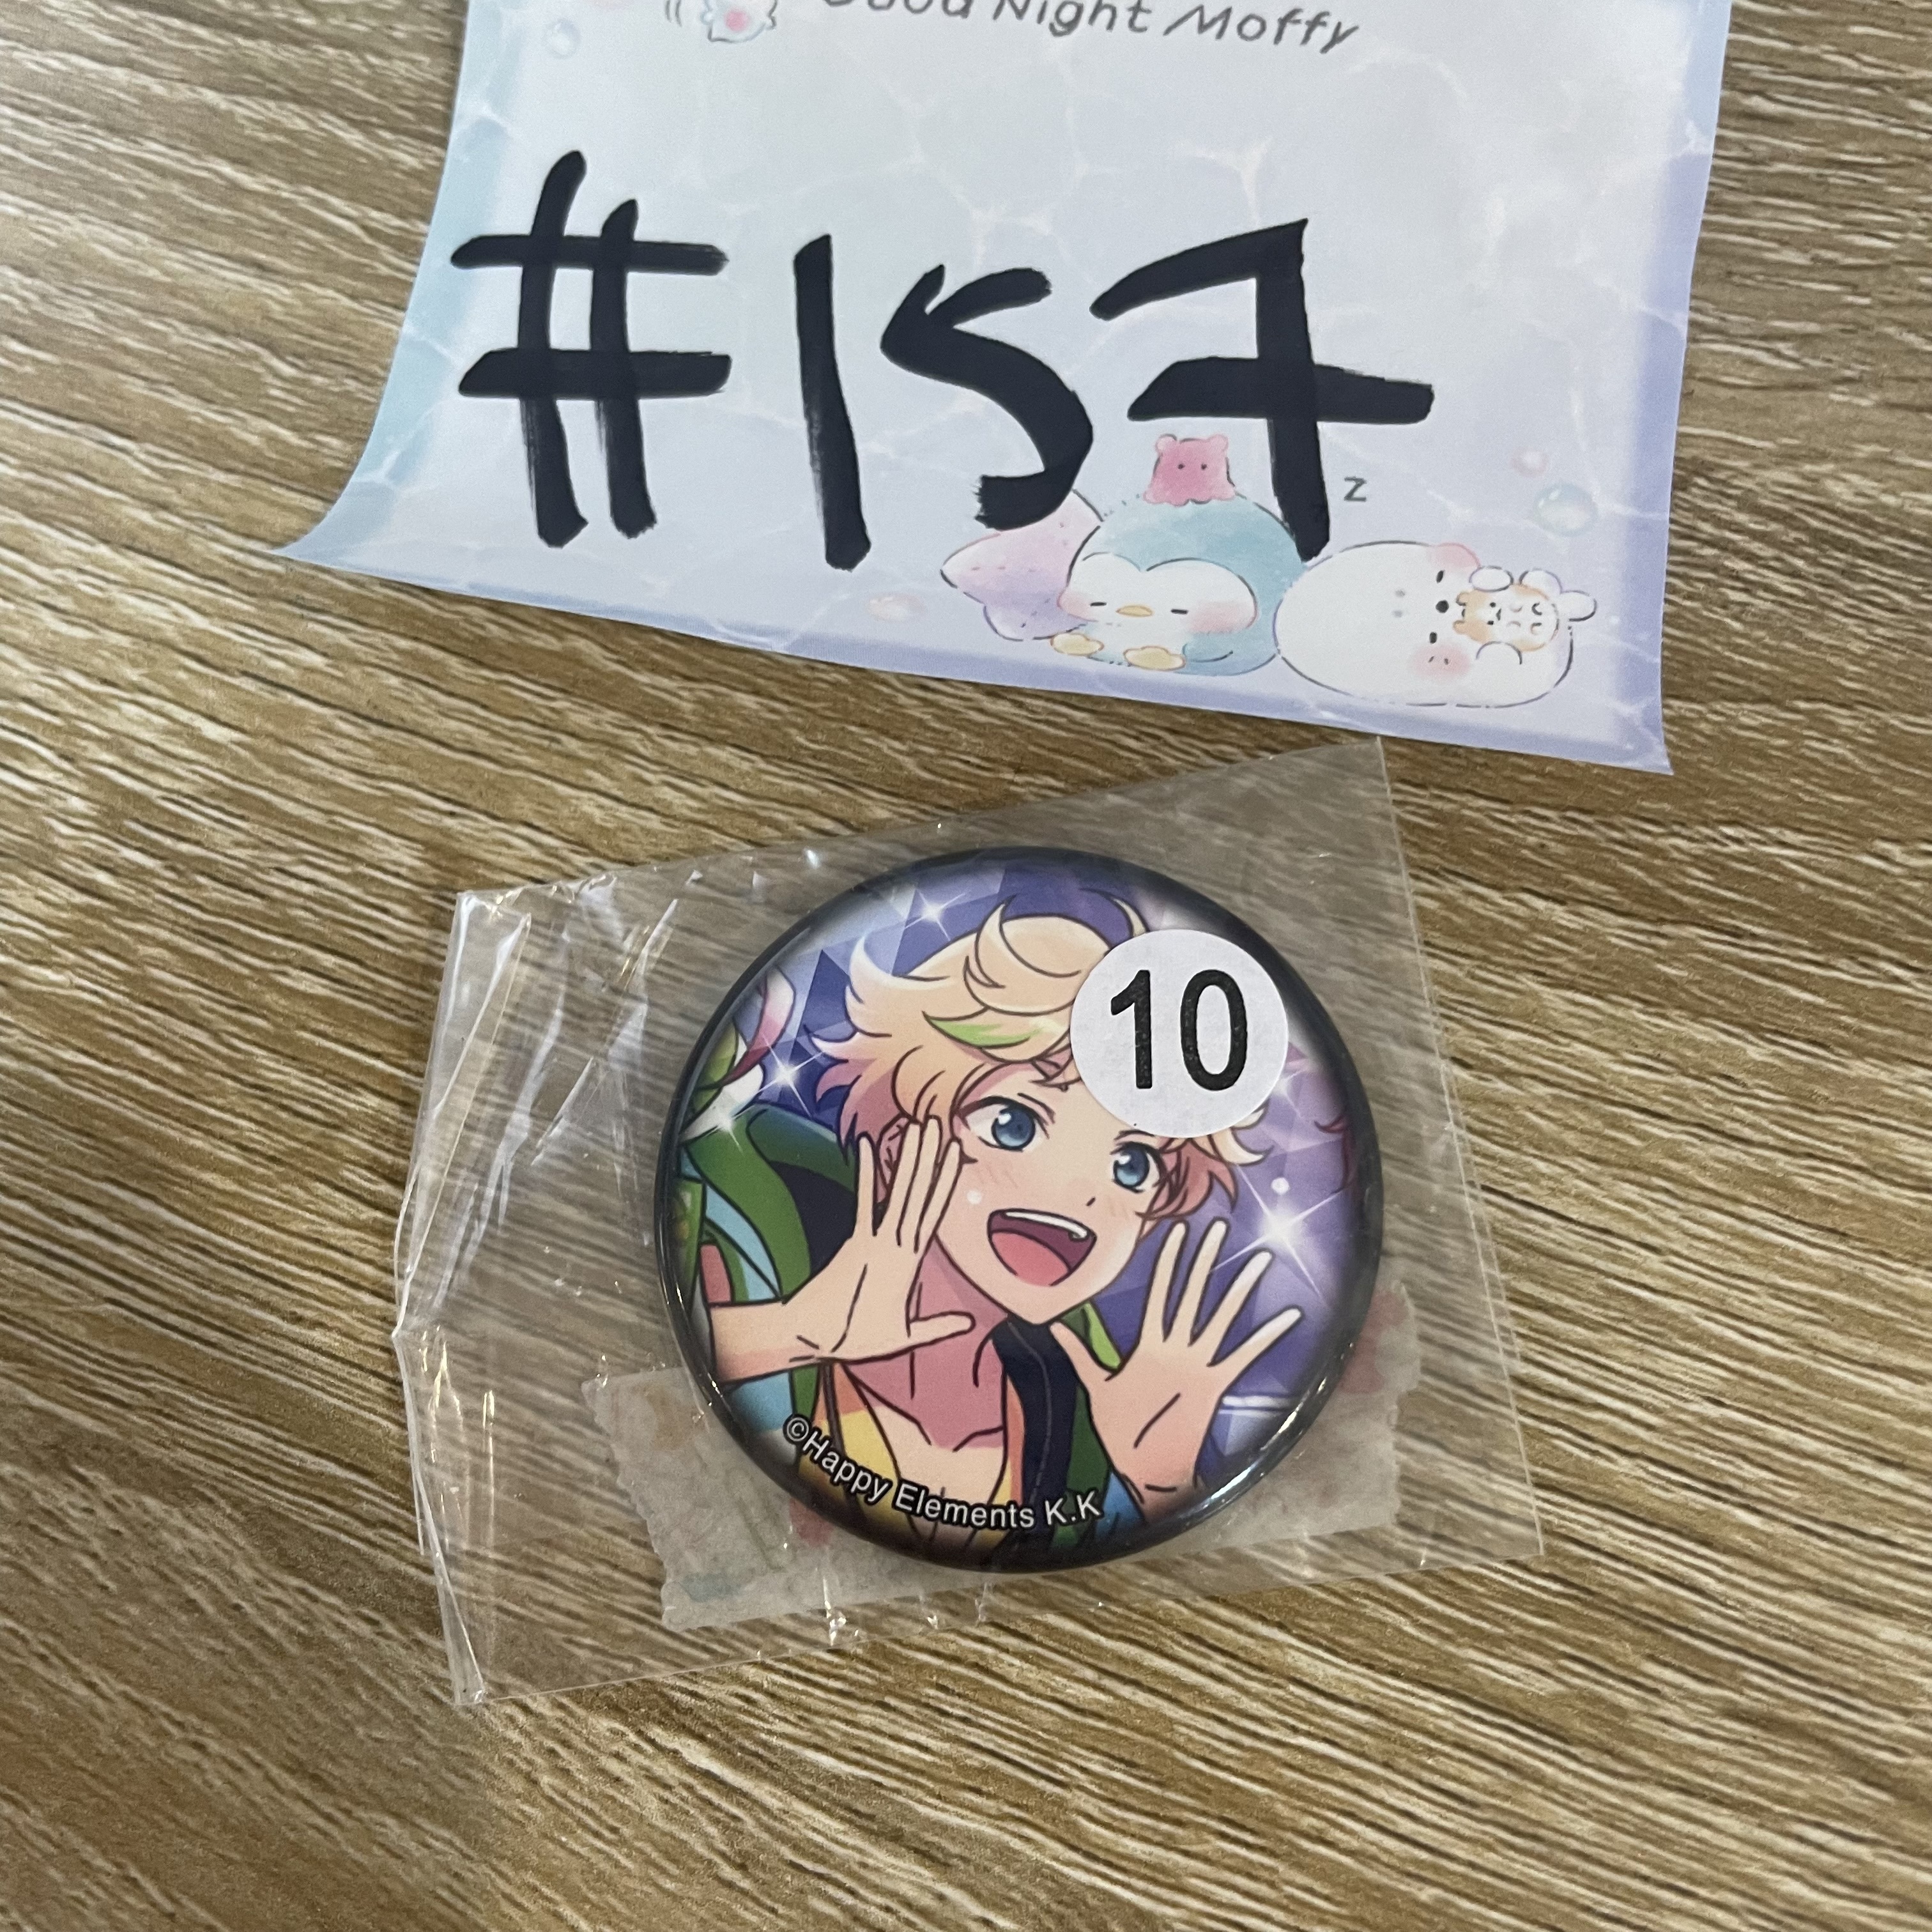 Good Night Moffy
#157
z
10
©Happy Elements K.K